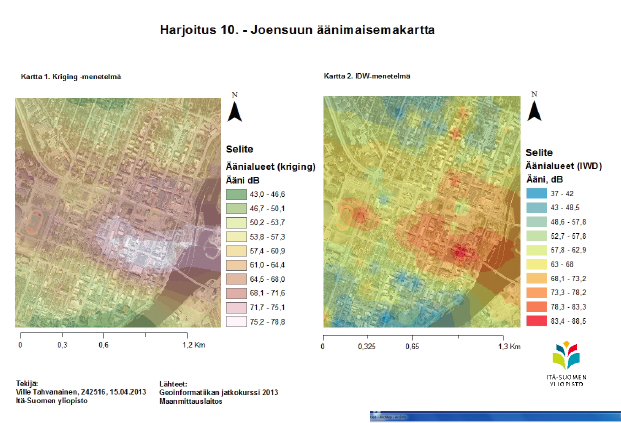 Harjoitus 10. - Joensuun äänimaisemakartta
Kartta 1. Kriging -menetelmä
Kartta 2. IDW-menetelmä
N
Selite
Äänialueet (kriging)
Ääni dB
43,0 - 46,6
46,7 - 50,1
50,2 - 53,7
53,8 - 57,3
57,4 - 60,9
61,0 - 64,4
64,5 - 68,0
68,1 - 71,6
71,7 - 75,1
75,2 - 78,8
N
Selite
Äänialueet (IWD)
Ääni, dB
37 - 42
43 - 48,5
48,6 - 57,8
52,7 - 57,8
57,8 - 62,9
63 - 68
68,1 - 73,2
73,3 - 78,2
78,3 - 83,3
83,4 - 88,5
0 0,3 0,6 1,2 Km
0 0,325 0,65 1,3 Km
Tekijä:
Ville Tohvanainen, 242516, 15.04.2013
Itä-Suomen yliopisto
Lähteet:
Geoinformatiikan jatkokurssi 2013
Maanmittauslaitos
ITÄ-SUOMEN
YLIOPISTO